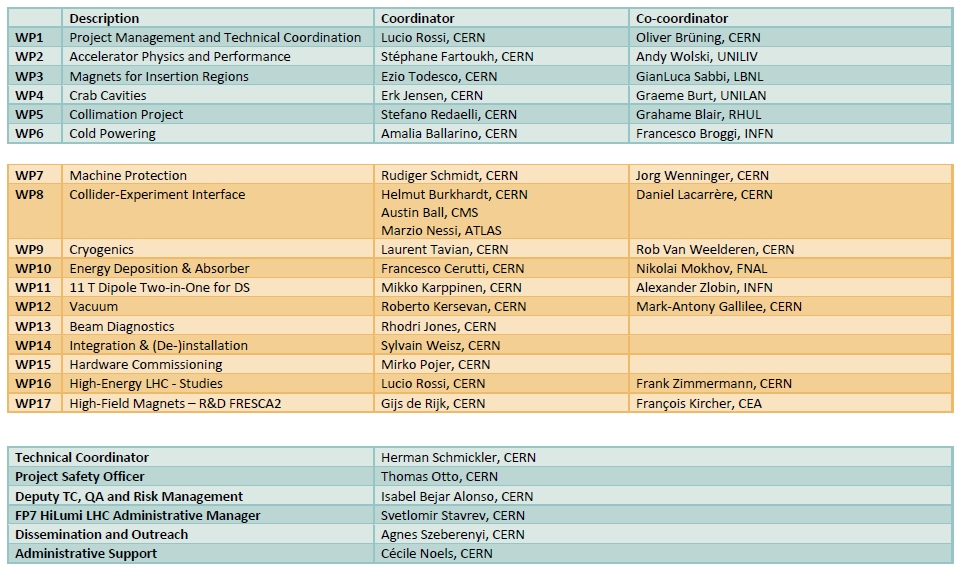 Description Coordinator Co-coordinator
WP1 Project Management and Technical Coordination Lucio Rossi, CERN Oliver Brüning, CERN
WP2 Accelerator Physics and Performance Stéphane Fartoukh, CERN Andy Wolski, UNILIV
WP3 Magnets for Insertion Regions Ezio Todesco, CERN GianLuca Sabbi, LBNL
WP4 Crab Cavities Erk Jensen, CERN Graeme Burt, UNILAN
WP5 Collimation Project Stefano Redaelli, CERN Grahame Blair, RHUL
WP6 Cold Powering Amalia Ballarino, CERN Francesco Broggi, INFN
WP7 Machine Protection Rudiger Schmidt, CERN Jorg Wenninger, CERN
WP8 Collider-Experiment Interface Helmut Burkhardt, CERN Daniel Lacarrère, CERN
Austin Ball, CMS
Marzio Nessi, ATLAS
WP9 Cryogenics Laurent Tavian, CERN Rob Van Weelderen, CERN
WP10 Energy Deposition & Absorber Francesco Cerutti, CERN Nikolai Mokhov, FNAL
WP11 11 T Dipole Two-in-One for DS Mikko Karppinen, CERN Alexander Zlobin, INFN
WP12 Vacuum Roberto Kersevan, CERN Mark-Antony Gallilee, CERN
WP13 Beam Diagnostics Rhodri Jones, CERN
WP14 Integration & (De-)installation Sylvain Weisz, CERN
WP15 Hardware Commissioning Mirko Pojer, CERN
WP16 High-Energy LHC - Studies Lucio Rossi, CERN Frank Zimmermann, CERN
WP17 High-Field Magnets – R&D FRESCA2 Gijs de Rijk, CERN François Kircher, CEA
Technical Coordinator Herman Schmickler, CERN
Project Safety Officer Thomas Otto, CERN
Deputy TC, QA and Risk Management Isabel Bejar Alonso, CERN
FP7 HiLumi LHC Administrative Manager Svetlomir Stavrev, CERN
Dissemination and Outreach Agnes Szeberenyi, CERN
Administrative Support Cécile Noels, CERN